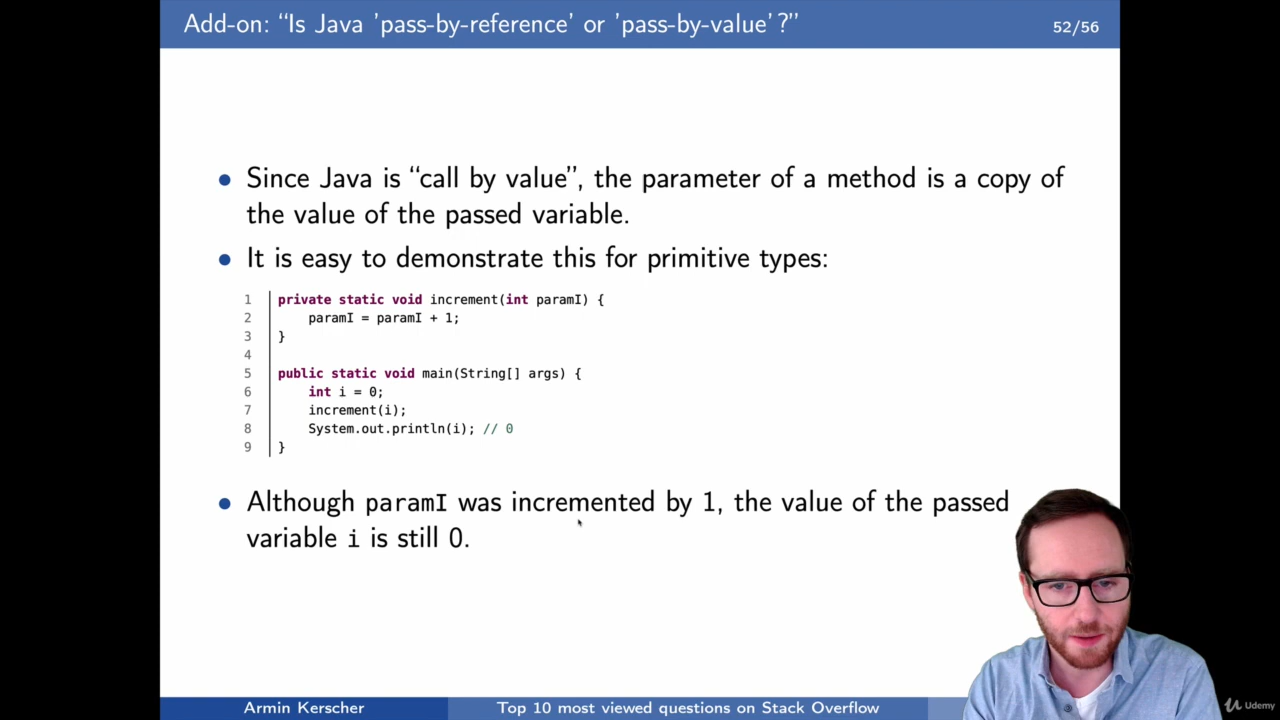 Add-on: “Is Java 'pass-by-reference' or 'pass-by-value'?”
52/56
• Since Java is “call by value”, the parameter of a method is a copy of
the value of the passed variable.
• It is easy to demonstrate this for primitive types:
1 private static void increment(int paramI) {
2 paramI = paramI + 1;
3 }
4
5 public static void main(String[] args) {
6 int i = 0;
7 increment(i);
8 System.out.println(i); // 0
9 }
• Although paramI was incremented by 1, the value of the passed
variable i is still 0.
Armin Kerscher
Top 10 most viewed questions on Stack Overflow
Udemy